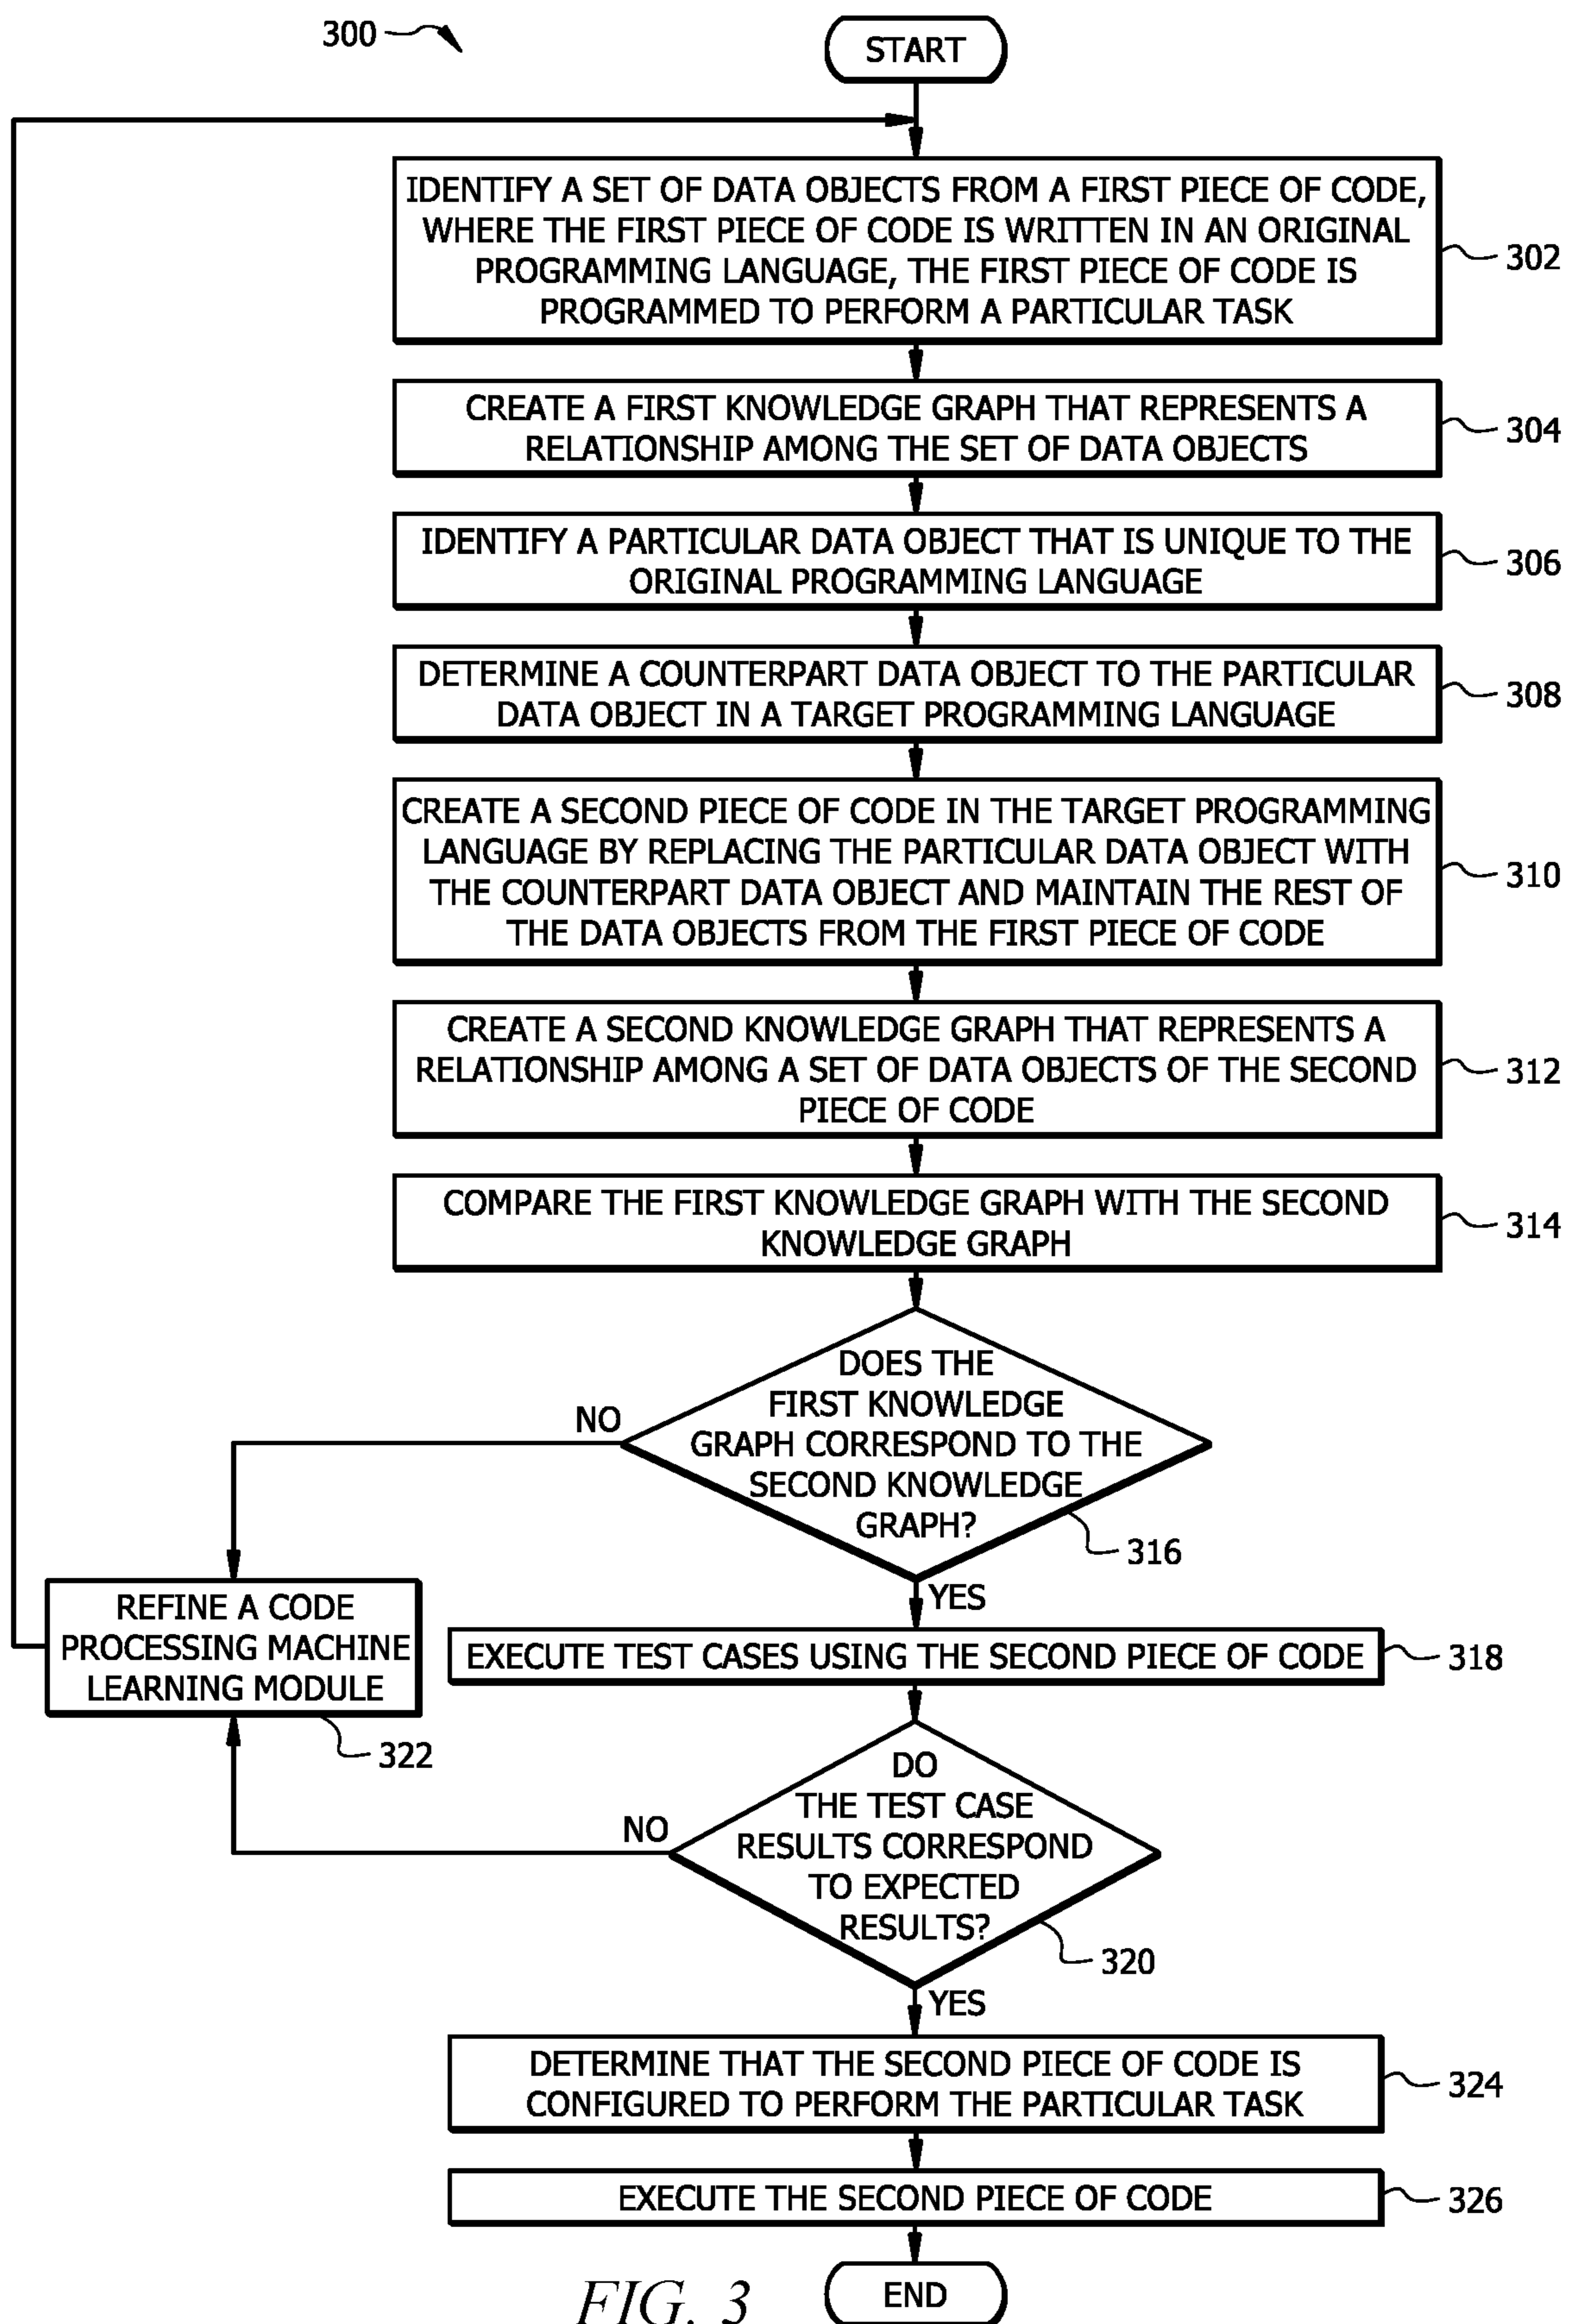 300
START
IDENTIFY A SET OF DATA OBJECTS FROM A FIRST PIECE OF CODE,
WHERE THE FIRST PIECE OF CODE IS WRITTEN IN AN ORIGINAL
PROGRAMMING LANGUAGE, THE FIRST PIECE OF CODE IS
PROGRAMMED TO PERFORM A PARTICULAR TASK
302
CREATE A FIRST KNOWLEDGE GRAPH THAT REPRESENTS A
RELATIONSHIP AMONG THE SET OF DATA OBJECTS
304
IDENTIFY A PARTICULAR DATA OBJECT THAT IS UNIQUE TO THE
ORIGINAL PROGRAMMING LANGUAGE
306
DETERMINE A COUNTERPART DATA OBJECT TO THE PARTICULAR
DATA OBJECT IN A TARGET PROGRAMMING LANGUAGE
308
CREATE A SECOND PIECE OF CODE IN THE TARGET PROGRAMMING
LANGUAGE BY REPLACING THE PARTICULAR DATA OBJECT WITH
THE COUNTERPART DATA OBJECT AND MAINTAIN THE REST OF
THE DATA OBJECTS FROM THE FIRST PIECE OF CODE
310
CREATE A SECOND KNOWLEDGE GRAPH THAT REPRESENTS A
RELATIONSHIP AMONG A SET OF DATA OBJECTS OF THE SECOND
PIECE OF CODE
312
COMPARE THE FIRST KNOWLEDGE GRAPH WITH THE SECOND
KNOWLEDGE GRAPH
314
DOES THE
FIRST KNOWLEDGE
GRAPH CORRESPOND TO THE
SECOND KNOWLEDGE
GRAPH?
316
NO
YES
REFINE A CODE
PROCESSING MACHINE
LEARNING MODULE
322
EXECUTE TEST CASES USING THE SECOND PIECE OF CODE
318
DO
THE TEST CASE
RESULTS CORRESPOND
TO EXPECTED
RESULTS?
320
NO
YES
DETERMINE THAT THE SECOND PIECE OF CODE IS
CONFIGURED TO PERFORM THE PARTICULAR TASK
324
EXECUTE THE SECOND PIECE OF CODE
326
END
FIG. 3